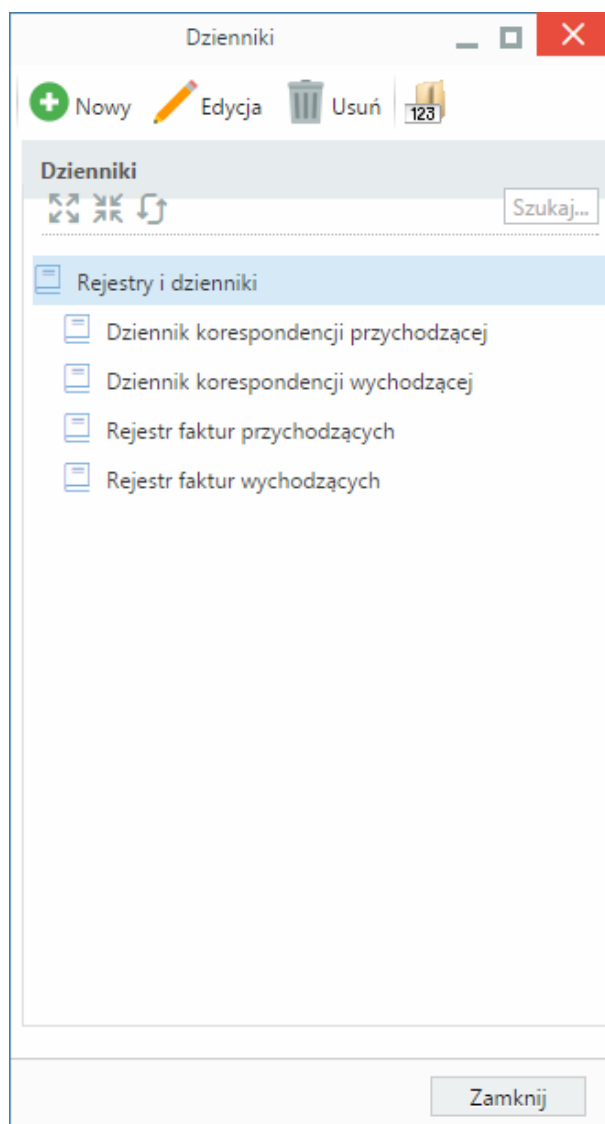 Dzienniki
Nowy Edycja Usuń 123
Dzienniki
Szukaj...
Rejestry i dzienniki
Dziennik korespondencji przychodzącej
Dziennik korespondencji wychodzącej
Rejestr faktur przychodzących
Rejestr faktur wychodzących
Zamknij